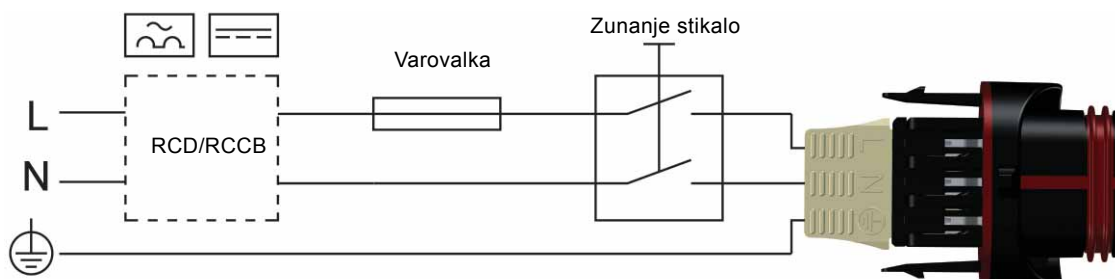 Zunanje stikalo
Varovalka
L
RCD/RCCB
N
L
N